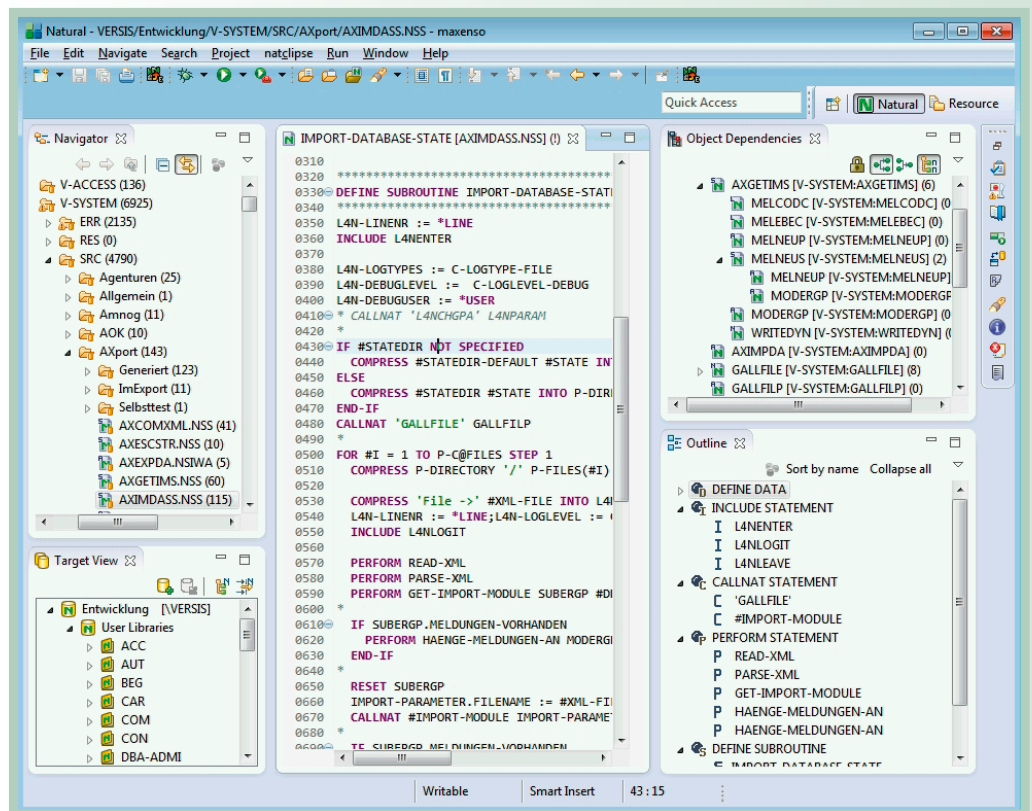 Natural - VERSIS/Entwicklung/V-SYSTEM/SRC/AXport/AXIMDASS.NSS - maxenso
File Edit Navigate Search Project natclipse Run Window Help
Quick Access
Natural
Resource
Navigator
V-ACCESS (136)
V-SYSTEM (6925)
ERR (2135)
RES (0)
SRC (4790)
Agenturen (25)
Allgemein (1)
Amnog (11)
AOK (10)
AXport (143)
Generiert (123)
ImExport (11)
Selbsttest (1)
AXCOMXML.NSS (41)
AXESCSTR.NSS (10)
AXEXPDA.NSIWA (5)
AXGETIMS.NSS (60)
AXIMDASS.NSS (115)
Target View
Entwicklung [\VERSIS]
User Libraries
ACC
AUT
BEG
CAR
COM
CON
DBA-ADMI
IMPORT-DATABASE-STATE [AXIMDASS.NSS] (!)
0310
0320 **************************************
0330 DEFINE SUBROUTINE IMPORT-DATABASE-STAT
0340 **************************************
0350 L4N-LINENR := *LINE
0360 INCLUDE L4NENTER
0370
0380 L4N-LOGTYPES := C-LOGTYPE-FILE
0390 L4N-DEBUGLEVEL := C-LOGLEVEL-DEBUG
0400 L4N-DEBUGUSER := *USER
0410 * CALLNAT 'L4NCHGPA' L4NPARAM
0420 *
0430 IF #STATEDIR NOT SPECIFIED
0440 COMPRESS #STATEDIR-DEFAULT #STATE INT
0450 ELSE
0460 COMPRESS #STATEDIR #STATE INTO P-DIR
0470 END-IF
0480 CALLNAT 'GALLFILE' GALLFILP
0490 *
0500 FOR #I = 1 TO P-C@FILES STEP 1
0510 COMPRESS P-DIRECTORY '/' P-FILES(#I)
0520
0530 COMPRESS 'File ->' #XML-FILE INTO L4
0540 L4N-LINENR := *LINE;L4N-LOGLEVEL :=
0550 INCLUDE L4NLOGIT
0560
0570 PERFORM READ-XML
0580 PERFORM PARSE-XML
0590 PERFORM GET-IMPORT-MODULE SUBERGP #D
0600 *
0610 IF SUBERGP.MELDUNGEN-VORHANDEN
0620 PERFORM HAENGE-MELDUNGEN-AN MODERG
0630 END-IF
0640 *
0650 RESET SUBERGP
0660 IMPORT-PARAMETER.FILENAME := #XML-FI
0670 CALLNAT #IMPORT-MODULE IMPORT-PARAME
0680 *
0690 IF SUBERGP.MELDUNGEN-VORHANDEN
Object Dependencies
AXGETIMS [V-SYSTEM:AXGETIMS] (6)
MELCODC [V-SYSTEM:MELCODC] (0
MELEBEC [V-SYSTEM:MELEBEC] (0)
MELNEUP [V-SYSTEM:MELNEUP] (0)
MELNEUS [V-SYSTEM:MELNEUS] (2)
MELNEUP [V-SYSTEM:MELNEUP]
MODERGP [V-SYSTEM:MODERGP
MODERGP [V-SYSTEM:MODERGP] (0
WRITEDYN [V-SYSTEM:WRITEDYN] (
AXIMPDA [V-SYSTEM:AXIMPDA] (0)
GALLFILE [V-SYSTEM:GALLFILE] (8)
GALLFILP [V-SYSTEM:GALLFILP] (0)
Outline
Sort by name Collapse all
DEFINE DATA
INCLUDE STATEMENT
L4NENTER
L4NLOGIT
L4NLEAVE
CALLNAT STATEMENT
'GALLFILE'
#IMPORT-MODULE
PERFORM STATEMENT
READ-XML
PARSE-XML
GET-IMPORT-MODULE
HAENGE-MELDUNGEN-AN
HAENGE-MELDUNGEN-AN
DEFINE SUBROUTINE
IMPORT-DATABASE-STATE
Writable
Smart Insert
43 : 15